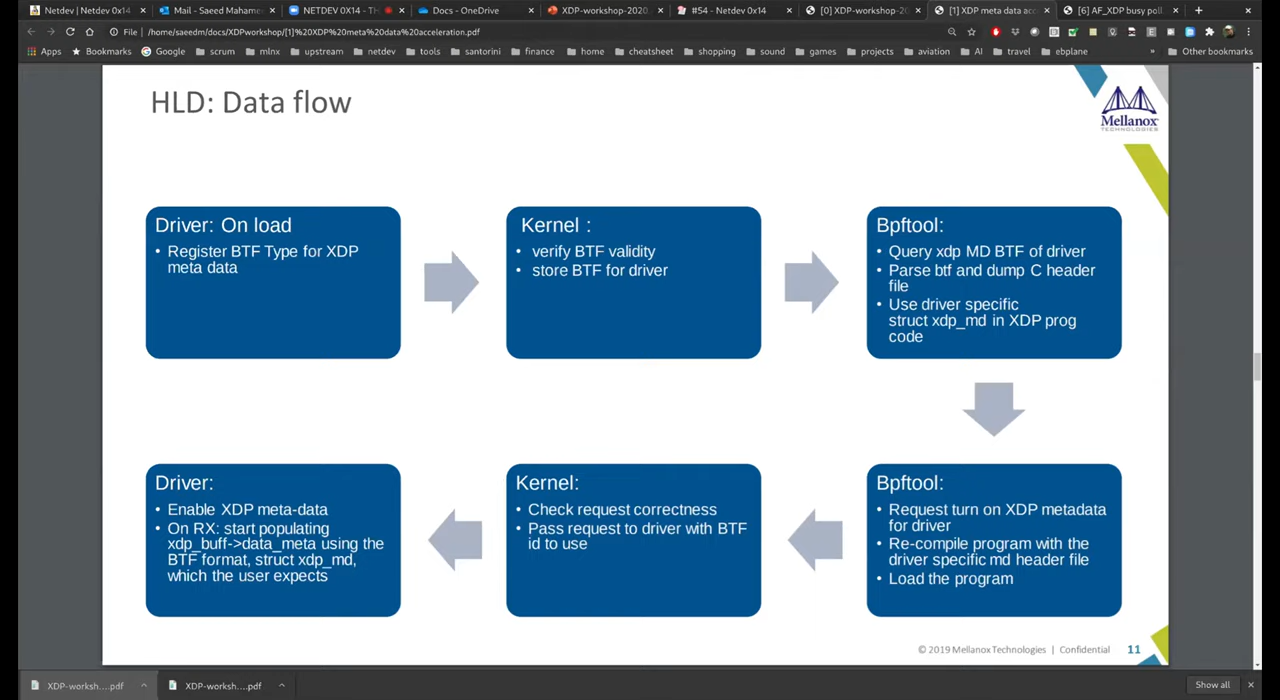 Netdev | Netdev 0x14
Mail - Saeed Mahame
NETDEV 0X14 - T
Docs - OneDrive
XDP-workshop-2020.
#54 - Netdev 0x14
[0]XDP-workshop-20
[1] XDP meta data ac
[6] AF_XDP busy poll
File | /home/saeedm/docs/XDPworkshop/[1]%20XDP%20meta%20data%20acceleration.pdf
Apps Bookmarks Google scrum mlnx upstream netdev tools santorini finance home cheatsheet shopping sound games projects aviation AI travel ebplane » Other bookmarks
HLD: Data flow
Mellanox
TECHNOLOGIES
Driver: On load
• Register BTF Type for XDP
meta data
Kernel :
• verify BTF validity
• store BTF for driver
Bpftool:
• Query xdp MD BTF of driver
• Parse btf and dump C header
file
• Use driver specific
struct xdp_md in XDP prog
code
Driver:
• Enable XDP meta-data
• On RX: start populating
xdp_buff->data_meta using the
BTF format, struct xdp_md,
which the user expects
Kernel:
• Check request correctness
• Pass request to driver with BTF
id to use
Bpftool:
• Request turn on XDP metadata
for driver
• Re-compile program with the
driver specific md header file
• Load the program
© 2019 Mellanox Technologies | Confidential 11
XDP-worksh....pdf
XDP-worksh....pdf
Show all